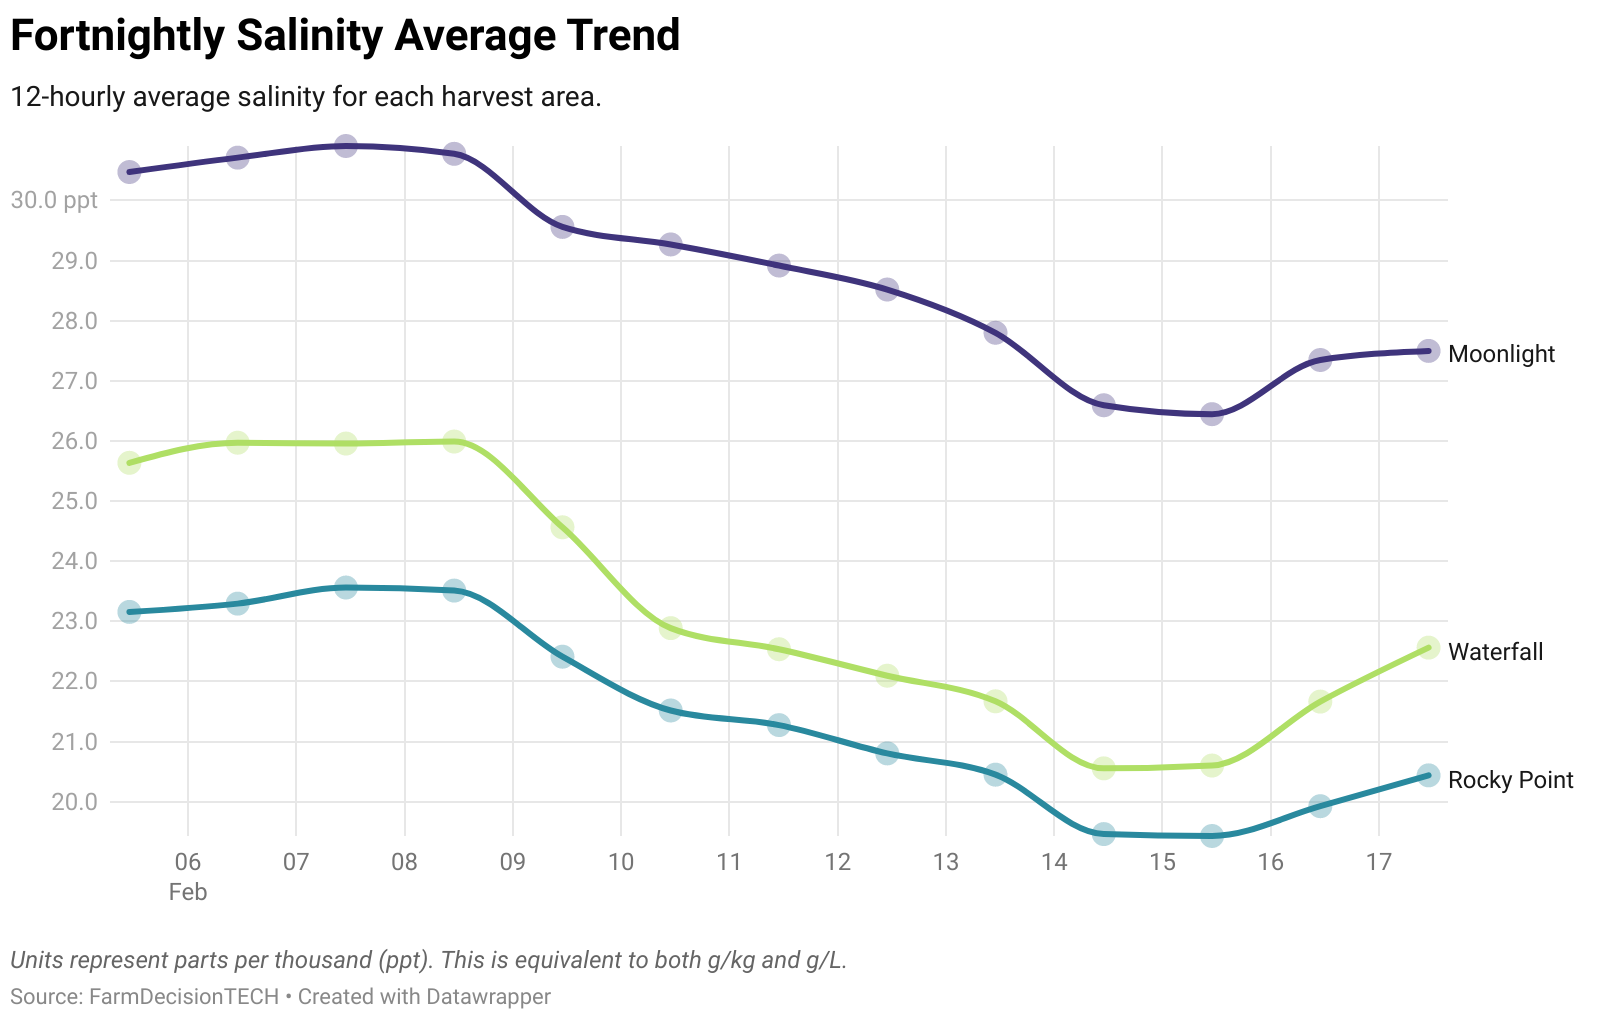 Fortnightly Salinity Average Trend
12-hourly average salinity for each harvest area.
30.0 ppt
29.0
28.0
27.0
26.0
25.0
24.0
23.0
22.0
21.0
20.0
Moonlight
Waterfall
Rocky Point
06 07 08 09 10 11 12 13 14 15 16 17
Feb
Units represent parts per thousand (ppt). This is equivalent to both g/kg and g/L.
Source: FarmDecisionTECH • Created with Datawrapper